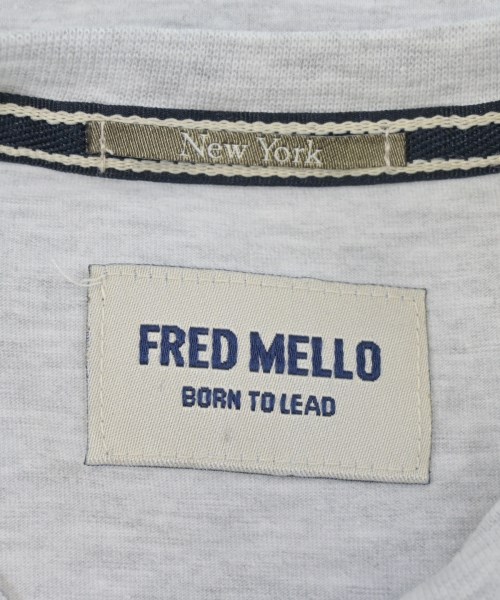 New York
FRED MELLO
BORN TO LEAD